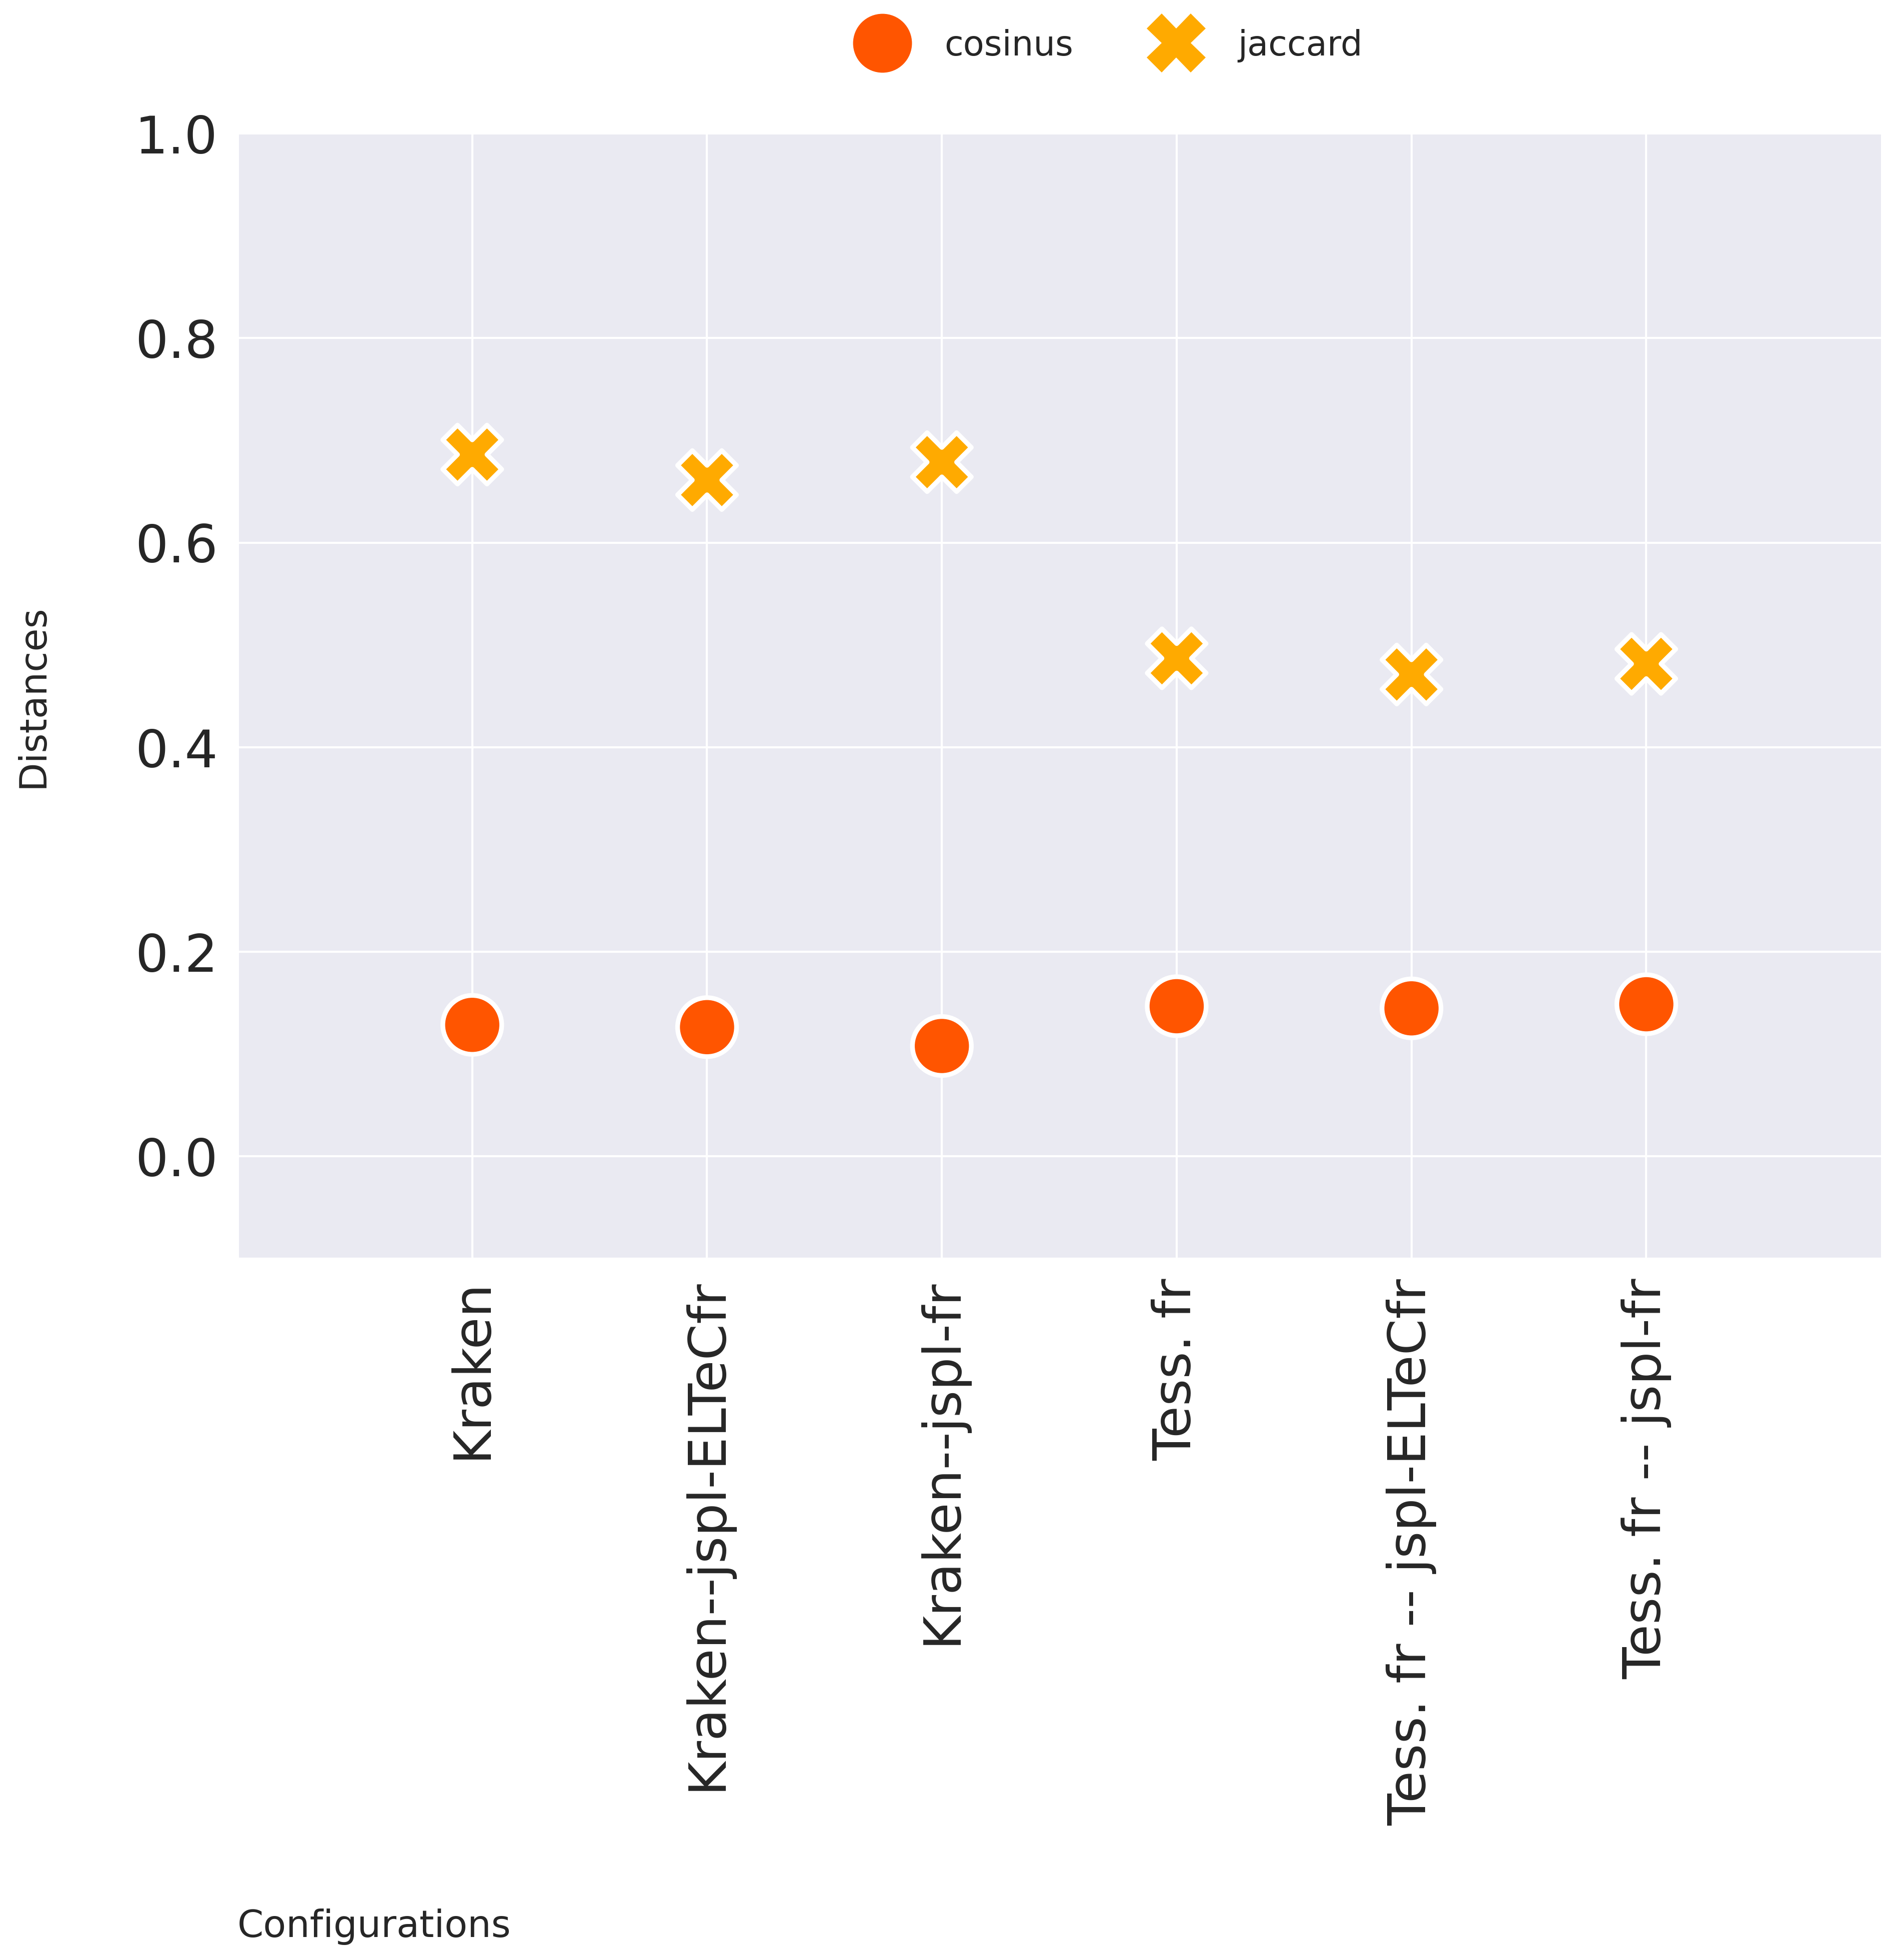 cosinus jaccard
1.0
0.8
0.6
0.4
0.2
0.0
Distances
Kraken
Kraken--jspl-ELTeCfr
Kraken--jspl-fr
Tess. fr
Tess. fr -- jspl-ELTeCfr
Tess. fr -- jspl-fr
Configurations